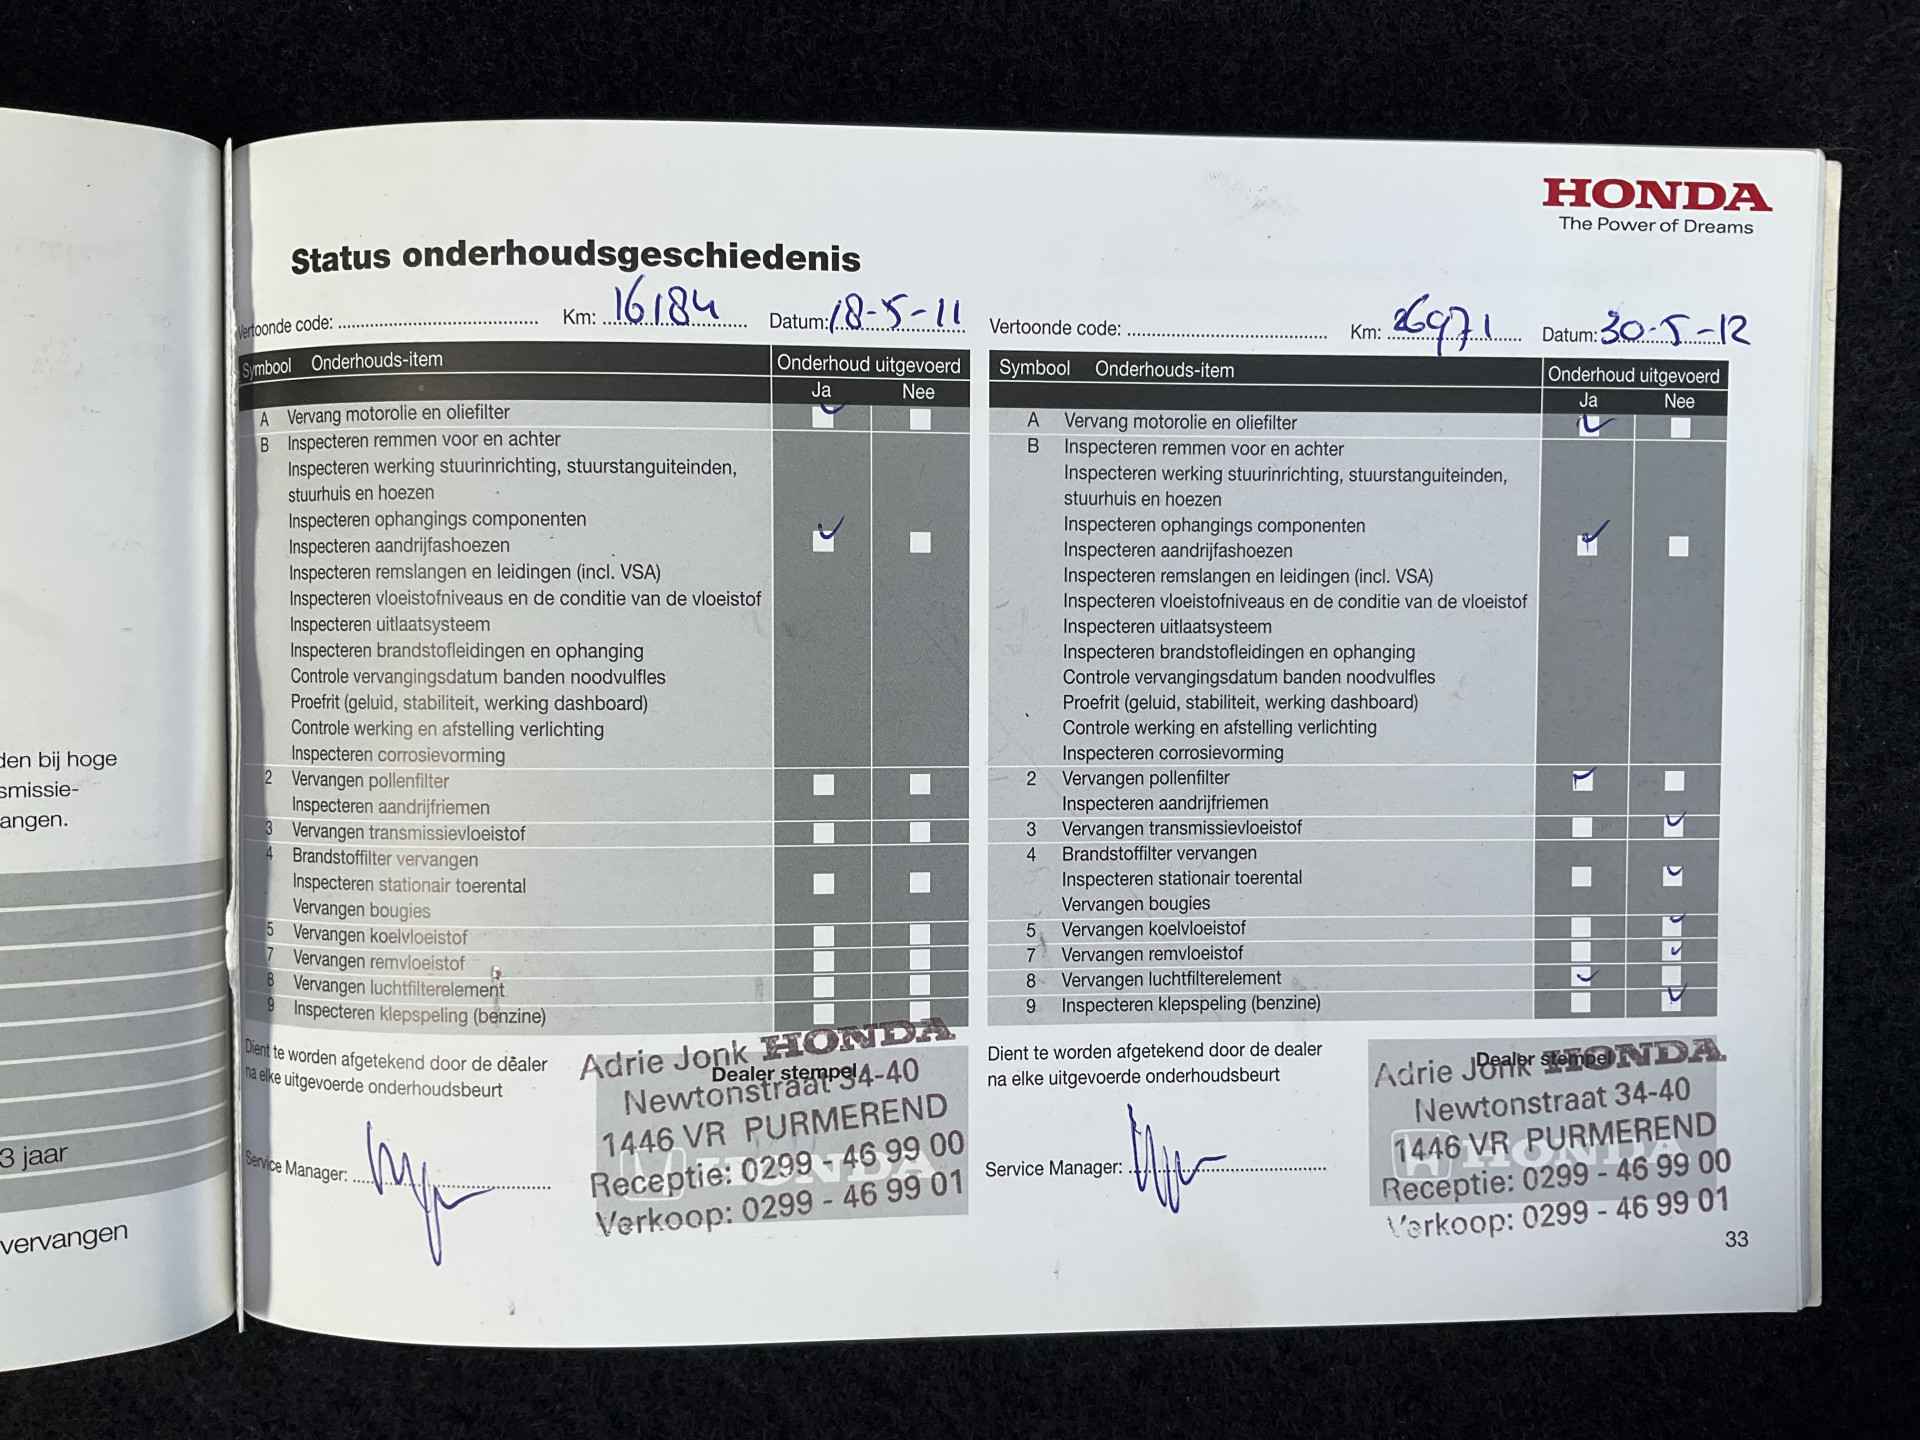 HONDA
The Power of Dreams
Status onderhoudsgeschiedenis
Vertoonde code: Km: 16184 Datum: 18-5-11
Symbool Onderhouds-item Onderhoud uitgevoerd
Ja Nee
A Vervang motorolie en oliefilter
B Inspecteren remmen voor en achter
Inspecteren werking stuurinrichting, stuurstanguiteinden,
stuurhuis en hoezen
Inspecteren ophangings componenten
Inspecteren aandrijfashoezen
Inspecteren remslangen en leidingen (incl. VSA)
Inspecteren vloeistofniveaus en de conditie van de vloeistof
Inspecteren uitlaatsysteem
Inspecteren brandstofleidingen en ophanging
Controle vervangingsdatum banden noodvulfles
Proefrit (geluid, stabiliteit, werking dashboard)
Controle werking en afstelling verlichting
Inspecteren corrosievorming
2 Vervangen pollenfilter
Inspecteren aandrijfriemen
3 Vervangen transmissievloeistof
4 Brandstoffilter vervangen
Inspecteren stationair toerental
Vervangen bougies
5 Vervangen koelvloeistof
7 Vervangen remvloeistof
8 Vervangen luchtfilterelement
9 Inspecteren klepspeling (benzine)
Dient te worden afgetekend door de dealer
na elke uitgevoerde onderhoudsbeurt
Service Manager:
Dealer stempel
Adrie Jonk HONDA
Newtonstraat 34-40
1446 VR PURMEREND
Receptie: 0299 - 46 99 00
Verkoop: 0299 - 46 99 01
HONDA
Vertoonde code: Km: 26971 Datum: 30-5-12
Symbool Onderhouds-item Onderhoud uitgevoerd
Ja Nee
A Vervang motorolie en oliefilter
B Inspecteren remmen voor en achter
Inspecteren werking stuurinrichting, stuurstanguiteinden,
stuurhuis en hoezen
Inspecteren ophangings componenten
Inspecteren aandrijfashoezen
Inspecteren remslangen en leidingen (incl. VSA)
Inspecteren vloeistofniveaus en de conditie van de vloeistof
Inspecteren uitlaatsysteem
Inspecteren brandstofleidingen en ophanging
Controle vervangingsdatum banden noodvulfles
Proefrit (geluid, stabiliteit, werking dashboard)
Controle werking en afstelling verlichting
Inspecteren corrosievorming
2 Vervangen pollenfilter
Inspecteren aandrijfriemen
3 Vervangen transmissievloeistof
4 Brandstoffilter vervangen
Inspecteren stationair toerental
Vervangen bougies
5 Vervangen koelvloeistof
7 Vervangen remvloeistof
8 Vervangen luchtfilterelement
9 Inspecteren klepspeling (benzine)
Dient te worden afgetekend door de dealer
na elke uitgevoerde onderhoudsbeurt
Service Manager:
Dealer stempel
Adrie Jonk HONDA
Newtonstraat 34-40
1446 VR PURMEREND
Receptie: 0299 - 46 99 00
Verkoop: 0299 - 46 99 01
HONDA
33
den bij hoge
smissie-
angen.
3 jaar
vervangen